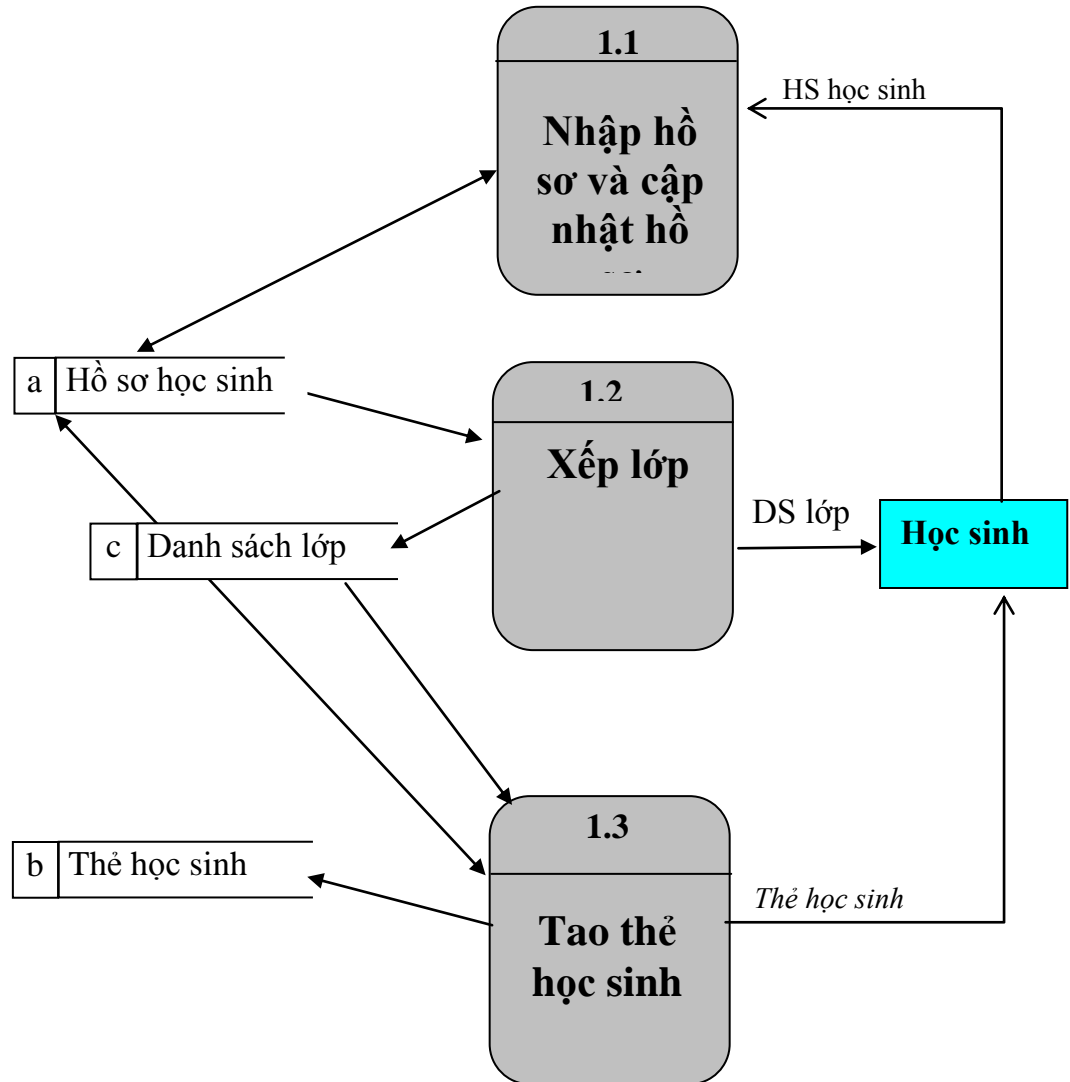 1.1
HS học sinh
Nhập hồ
sơ và cập
nhật hồ
a Hồ sơ học sinh
1.2
Xếp lớp
c Danh sách lớp
DS lớp
Học sinh
1.3
b Thẻ học sinh
Thẻ học sinh
Tao thẻ
học sinh